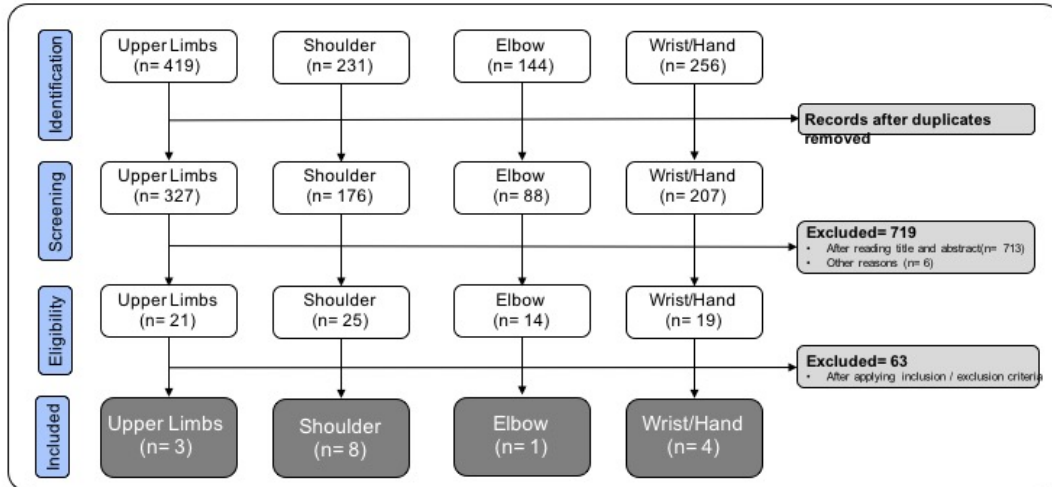 Identification
Upper Limbs
(n= 419)
Shoulder
(n= 231)
Elbow
(n= 144)
Wrist/Hand
(n= 256)
Records after duplicates
removed
Screening
Upper Limbs
(n= 327)
Shoulder
(n= 176)
Elbow
(n= 88)
Wrist/Hand
(n= 207)
Excluded= 719
• After reading title and abstract(n= 713)
• Other reasons (n= 6)
Eligibility
Upper Limbs
(n= 21)
Shoulder
(n= 25)
Elbow
(n= 14)
Wrist/Hand
(n= 19)
Excluded= 63
• After applying inclusion / exclusion criteria
Included
Upper Limbs
(n= 3)
Shoulder
(n= 8)
Elbow
(n= 1)
Wrist/Hand
(n= 4)